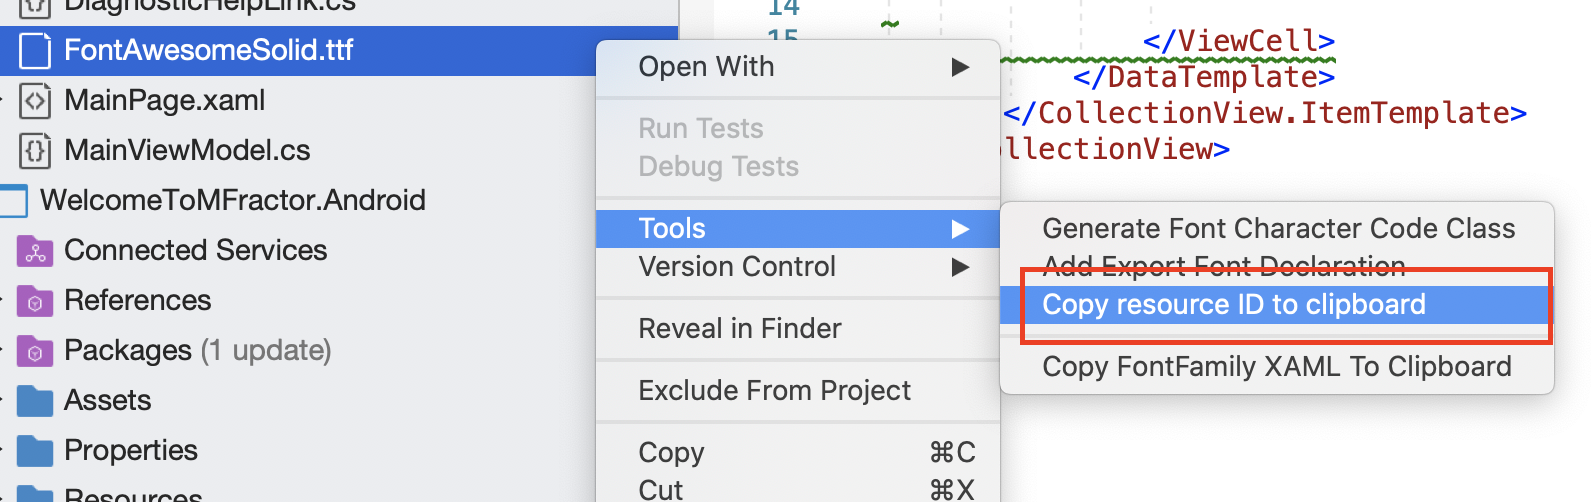 DiagnosticHelpLink.cs
FontAwesomeSolid.ttf
MainPage.xaml
MainViewModel.cs
WelcomeToMFractor.Android
Connected Services
References
Packages (1 update)
Assets
Properties
Resources
Open With
Run Tests
Debug Tests
Tools
Version Control
Reveal in Finder
Exclude From Project
Copy ⌘C
Cut ⌘X
14
15
</ViewCell>
</DataTemplate>
</CollectionView.ItemTemplate>
llectionView>
Generate Font Character Code Class
Add Export Font Declaration
Copy resource ID to clipboard
Copy FontFamily XAML To Clipboard